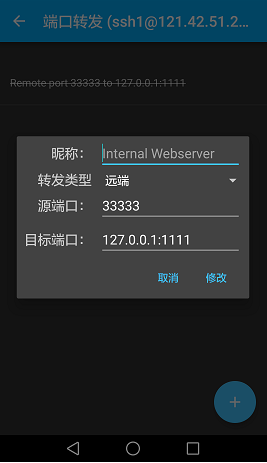 端口转发 (ssh1@121.42.51.2...
Remote port 33333 to 127.0.0.1:1111
昵称： Internal Webserver
转发类型 远端
源端口： 33333
目标端口： 127.0.0.1:1111
取消 修改